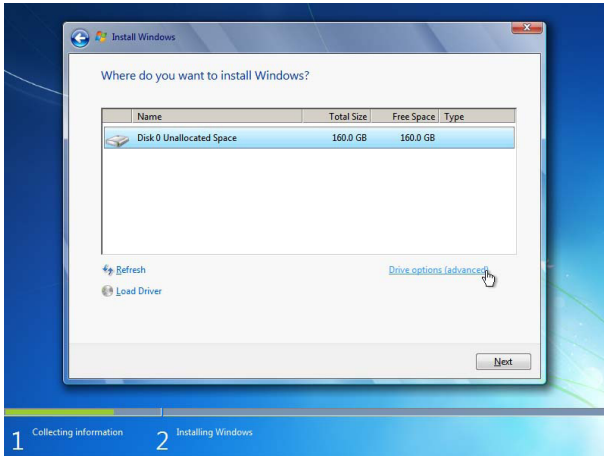 Install Windows
Where do you want to install Windows?
Name Total Size Free Space Type
Disk 0 Unallocated Space 160.0 GB 160.0 GB
Refresh Drive options (advanced)
Load Driver
Next
1 Collecting information 2 Installing Windows